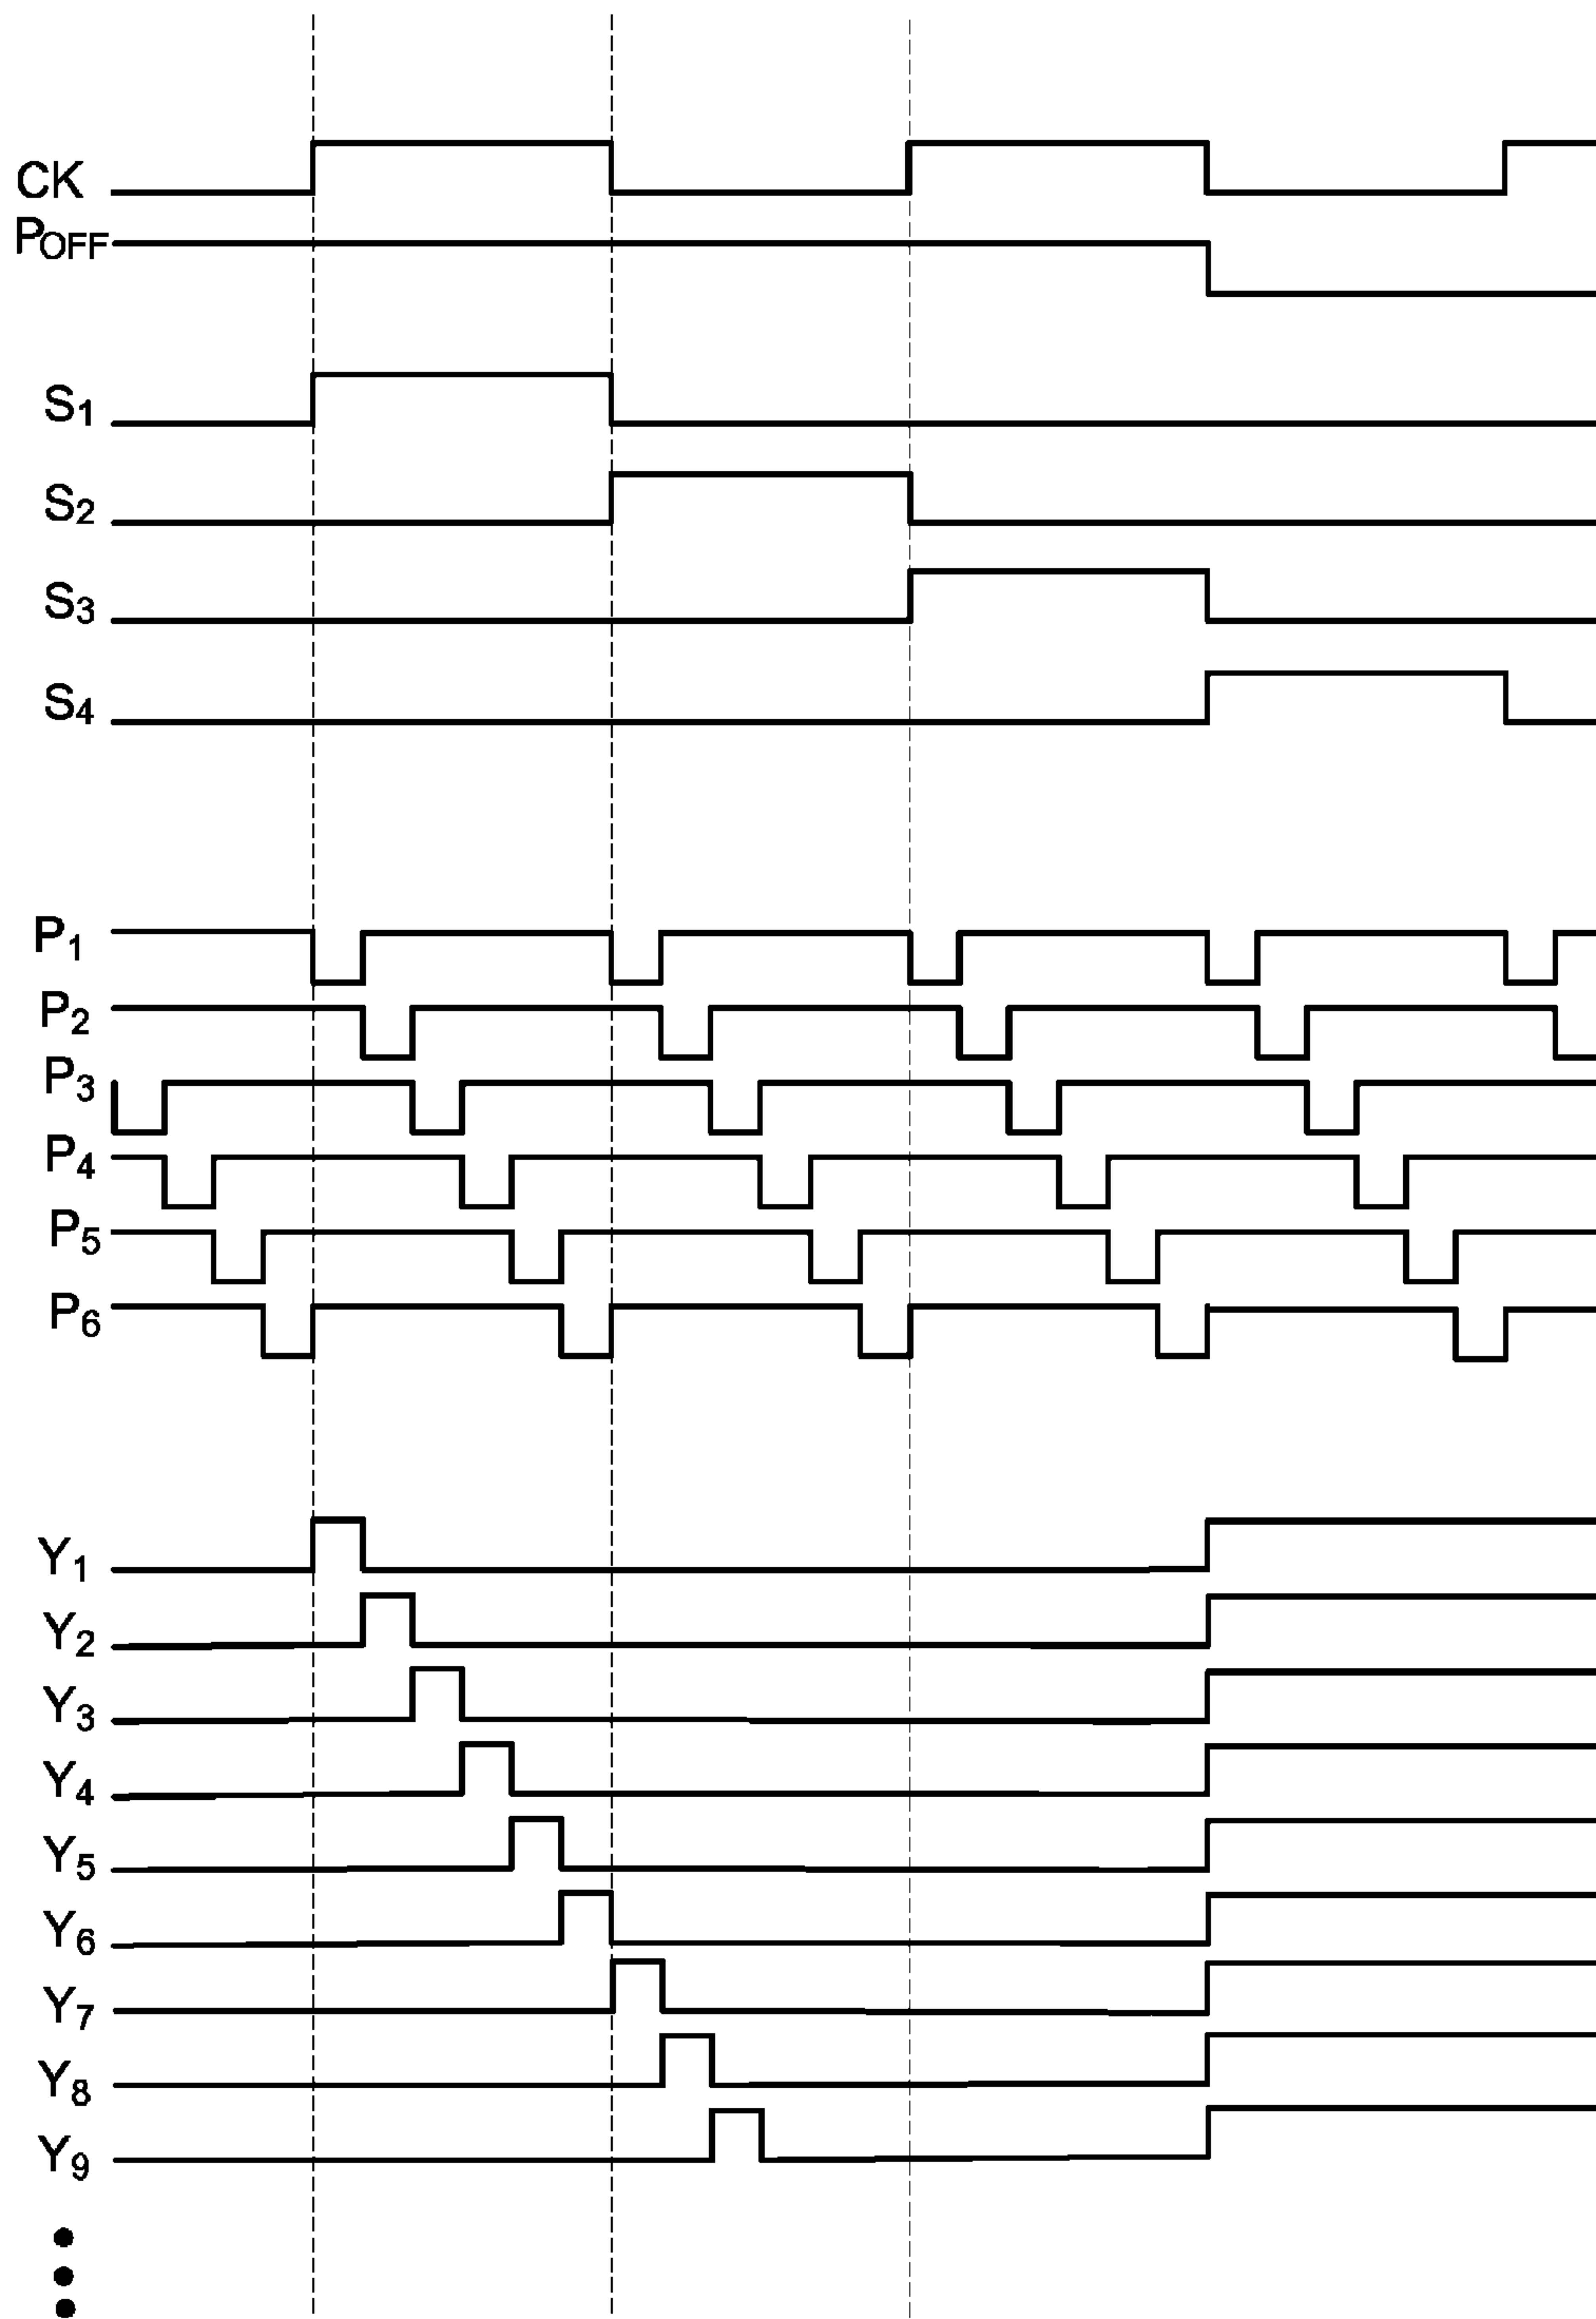 CK
P_OFF
S₁
S₂
S₃
S₄
P₁
P₂
P₃
P₄
P₅
P₆
Y₁
Y₂
Y₃
Y₄
Y₅
Y₆
Y₇
Y₈
Y₉